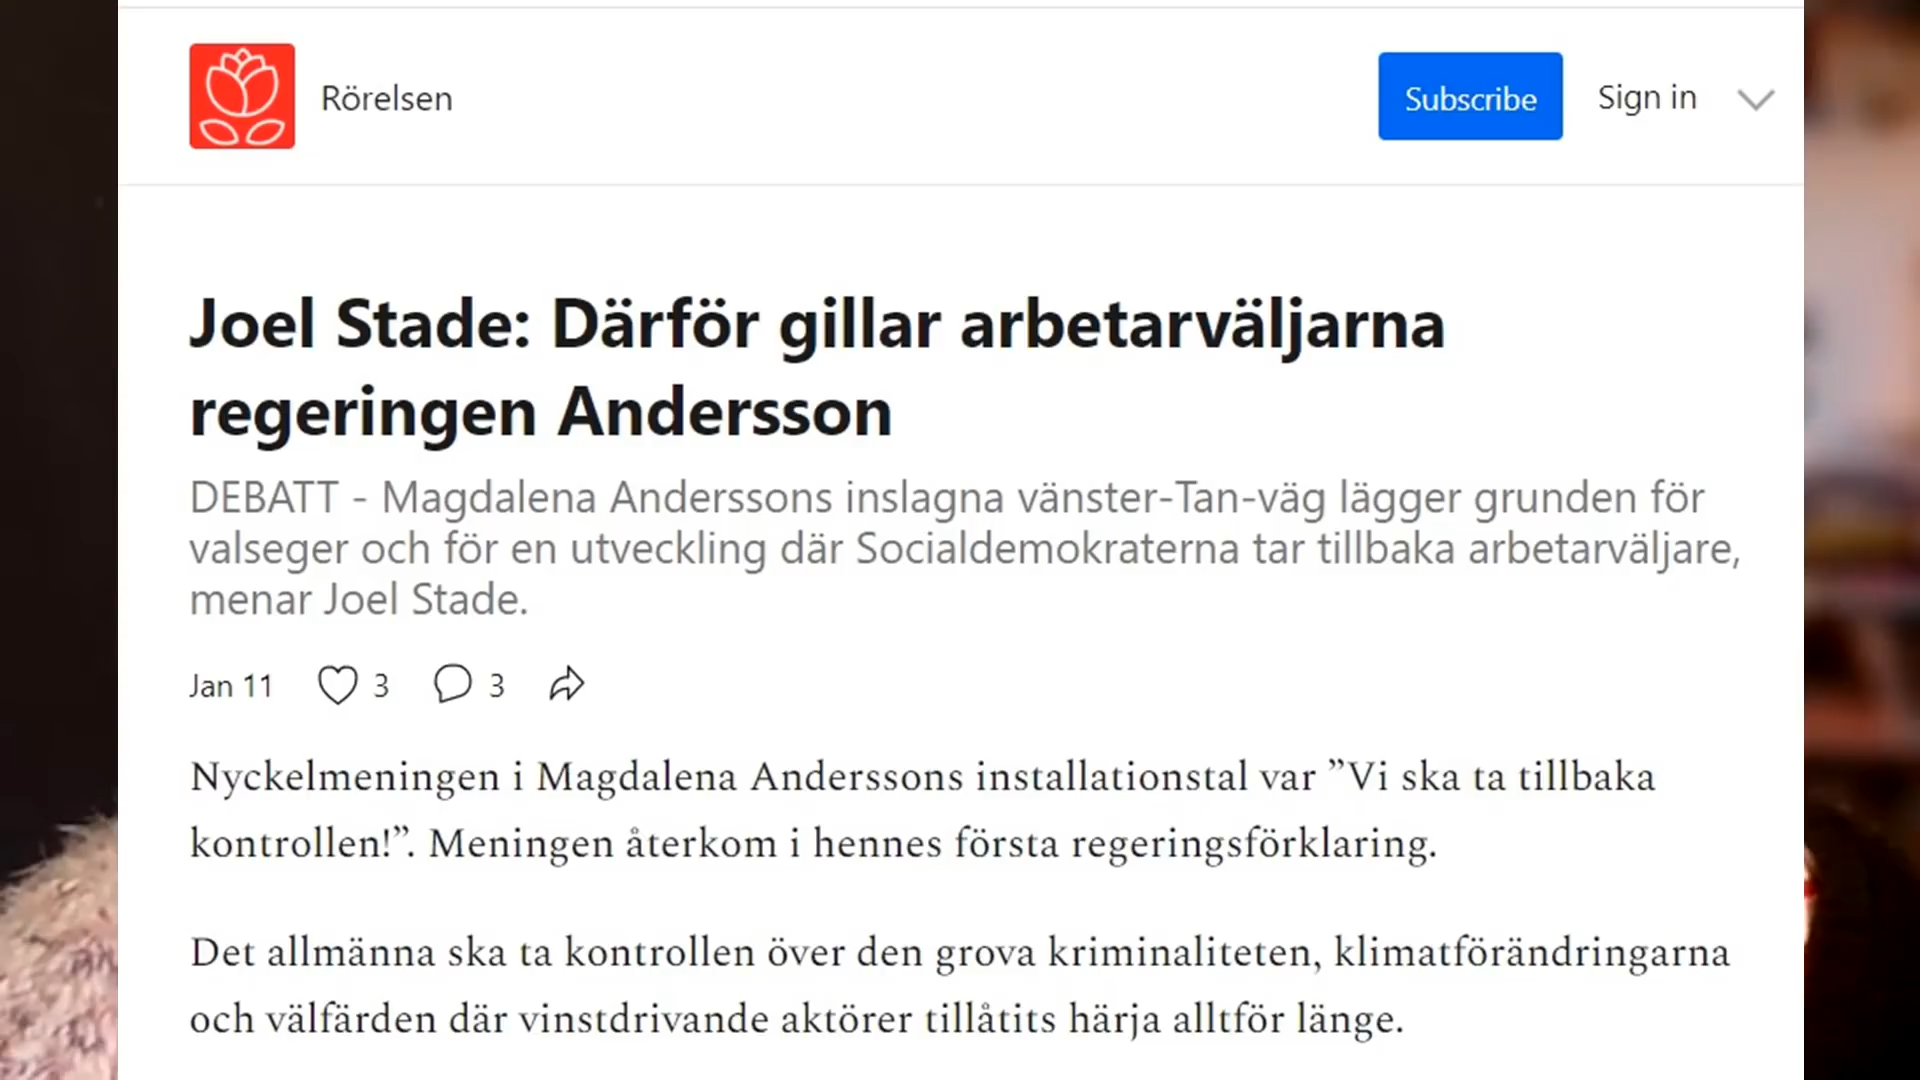 Rörelsen
Subscribe
Sign in
Joel Stade: Därför gillar arbetarväljarna
regeringen Andersson
DEBATT - Magdalena Anderssons inslagna vänster-Tan-väg lägger grunden för
valseger och för en utveckling där Socialdemokraterna tar tillbaka arbetarväljare,
menar Joel Stade.
Jan 11 3 3
Nyckelmeningen i Magdalena Anderssons installationstal var ”Vi ska ta tillbaka
kontrollen!”. Meningen återkom i hennes första regeringsförklaring.
Det allmänna ska ta kontrollen över den grova kriminaliteten, klimatförändringarna
och välfärden där vinstdrivande aktörer tillåtits härja alltför länge.